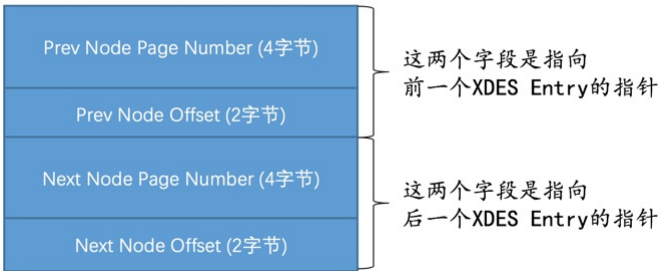 Prev Node Page Number (4字节)
Prev Node Offset (2字节)
这两个字段是指向
前一个XDES Entry的指针
Next Node Page Number (4字节)
Next Node Offset (2字节)
这两个字段是指向
后一个XDES Entry的指针